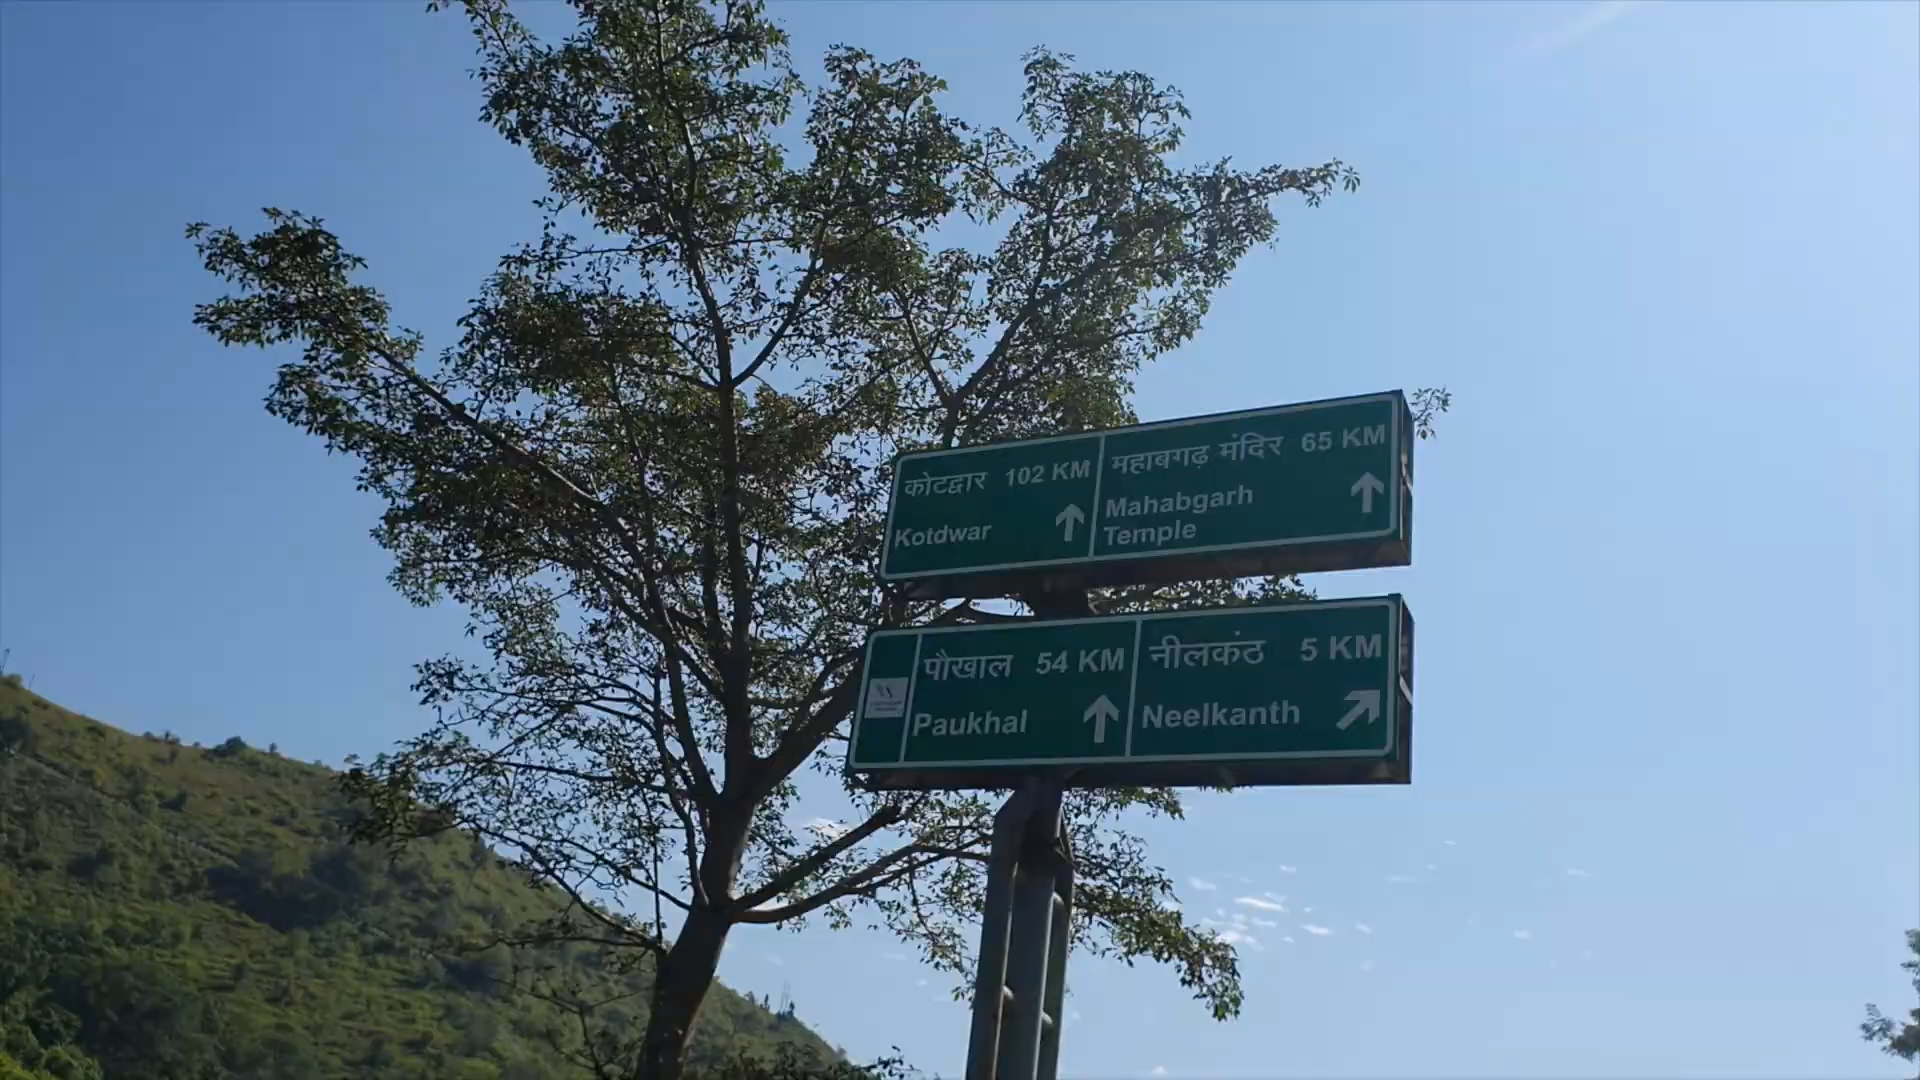 कोटद्वार 102 KM
Kotdwar
महाबगढ़ मंदिर 65 KM
Mahabgarh
Temple
पौखाल 54 KM
Paukhal
नीलकंठ 5 KM
Neelkanth